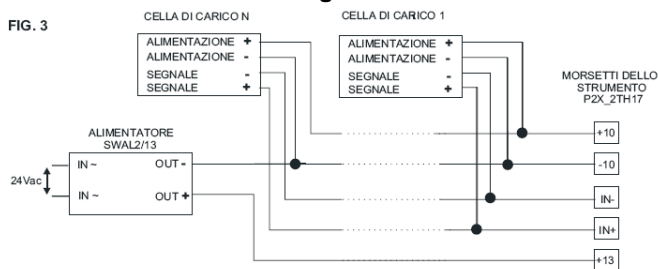 FIG. 3
CELLA DI CARICO N
ALIMENTAZIONE +
ALIMENTAZIONE -
SEGNALE -
SEGNALE +
CELLA DI CARICO 1
ALIMENTAZIONE +
ALIMENTAZIONE -
SEGNALE -
SEGNALE +
MORSETTI DELLO
STRUMENTO
P2X_2TH17
+10
-10
IN-
IN+
+13
ALIMENTATORE
SWAL2/13
IN ~ OUT -
24Vac
IN ~ OUT +